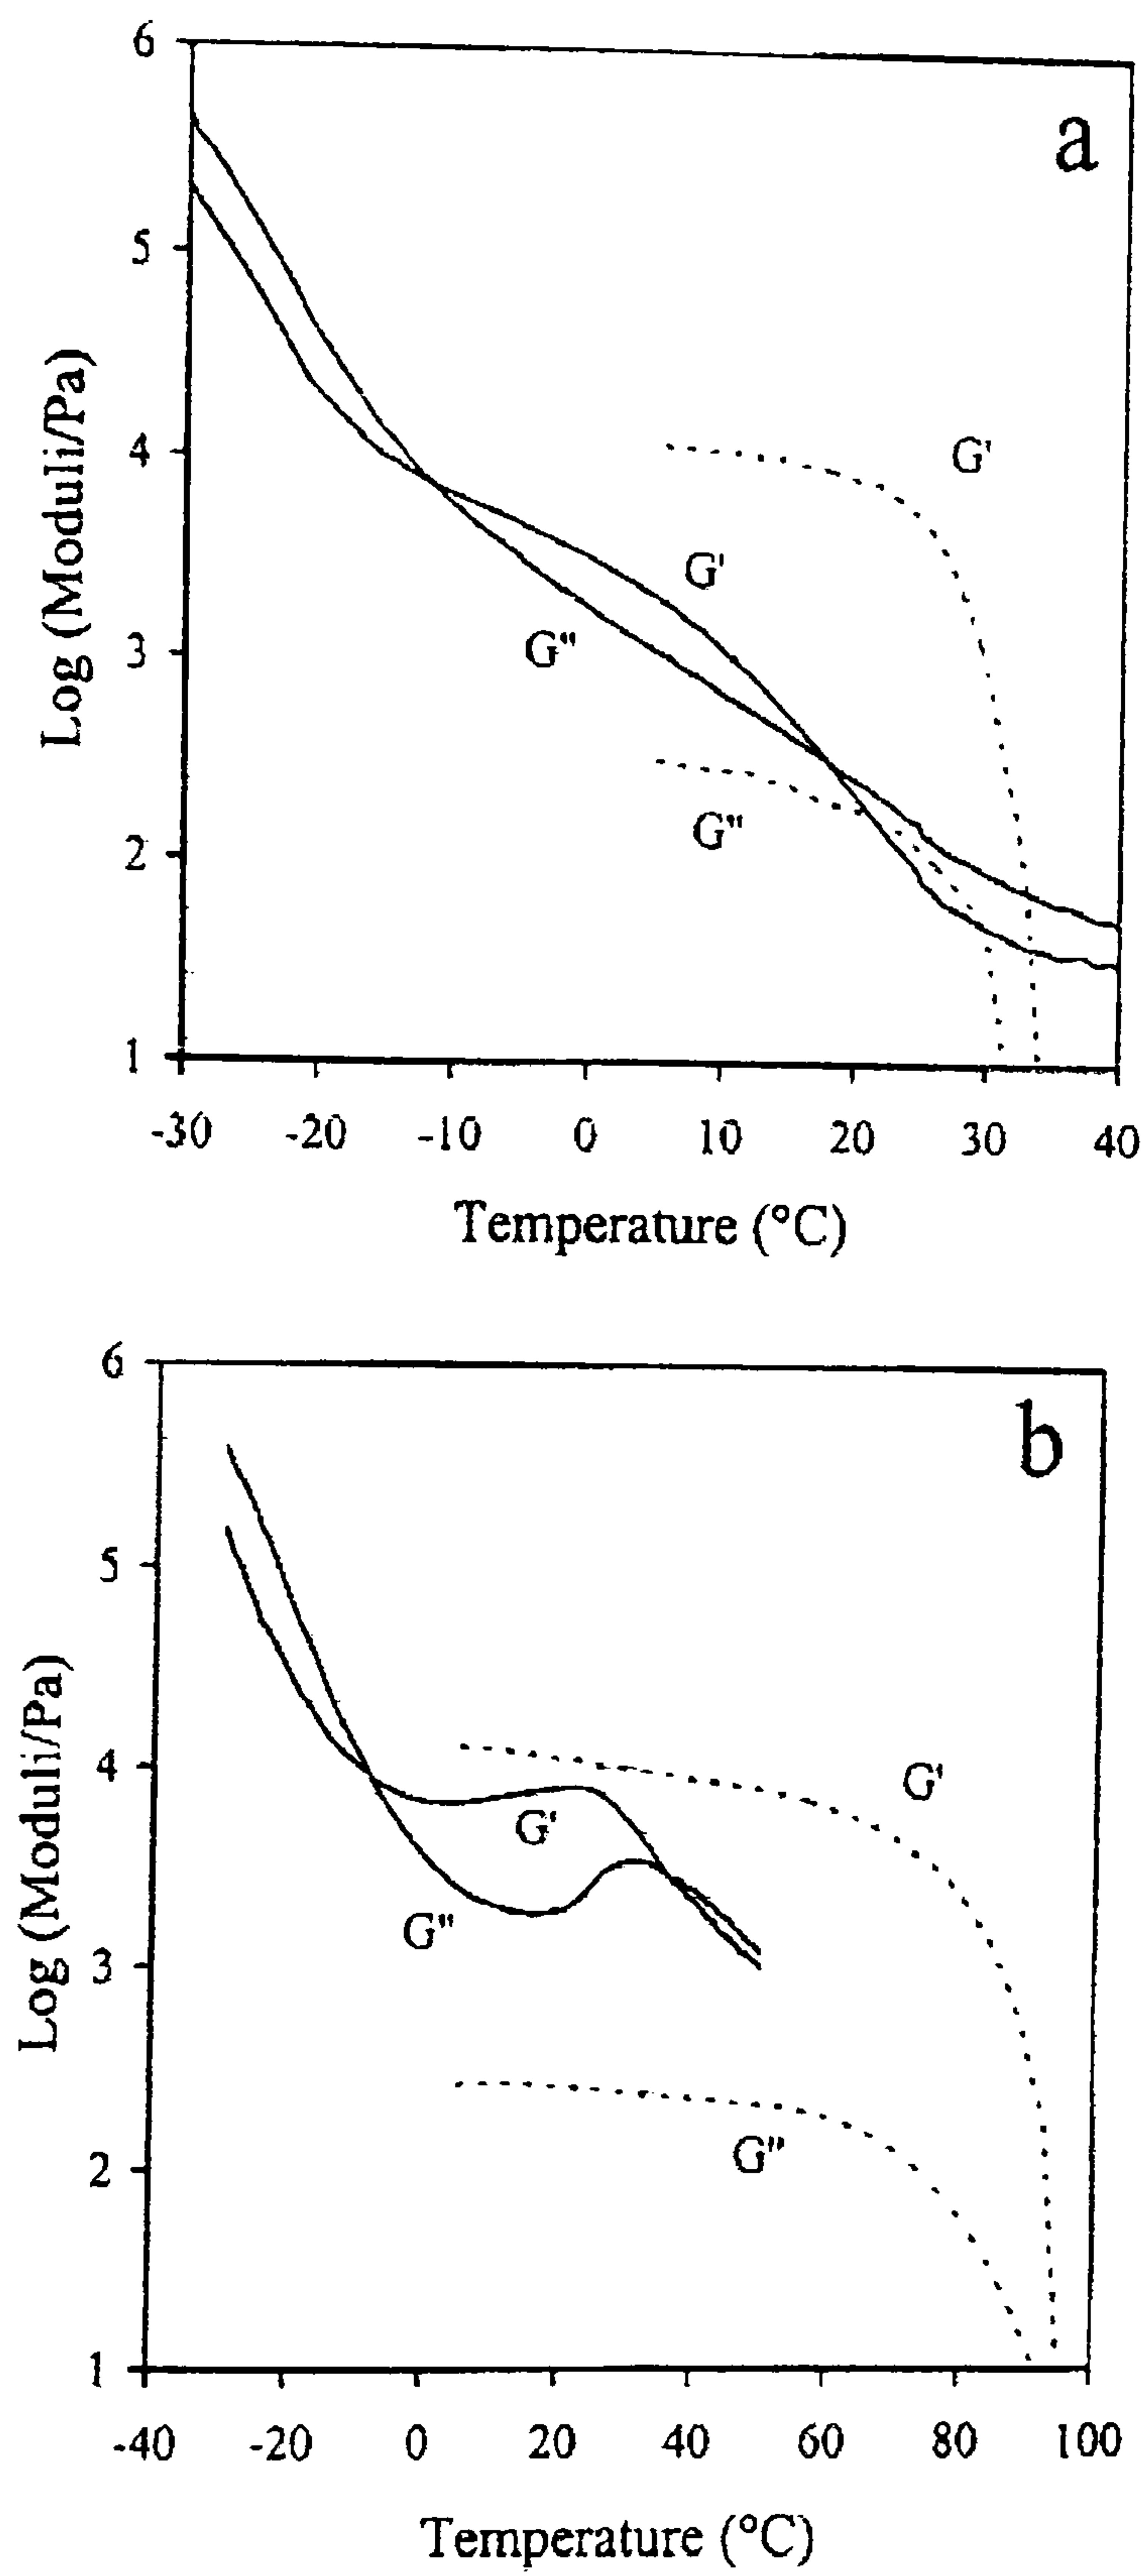 6
a
5
Log (Moduli/Pa)
4
G'
G'
3
G"
G"
2
1
-30 -20 -10 0 10 20 30 40
Temperature (°C)
6
b
5
Log (Moduli/Pa)
4
G'
G'
G"
3
G"
2
1
-40 -20 0 20 40 60 80 100
Temperature (°C)